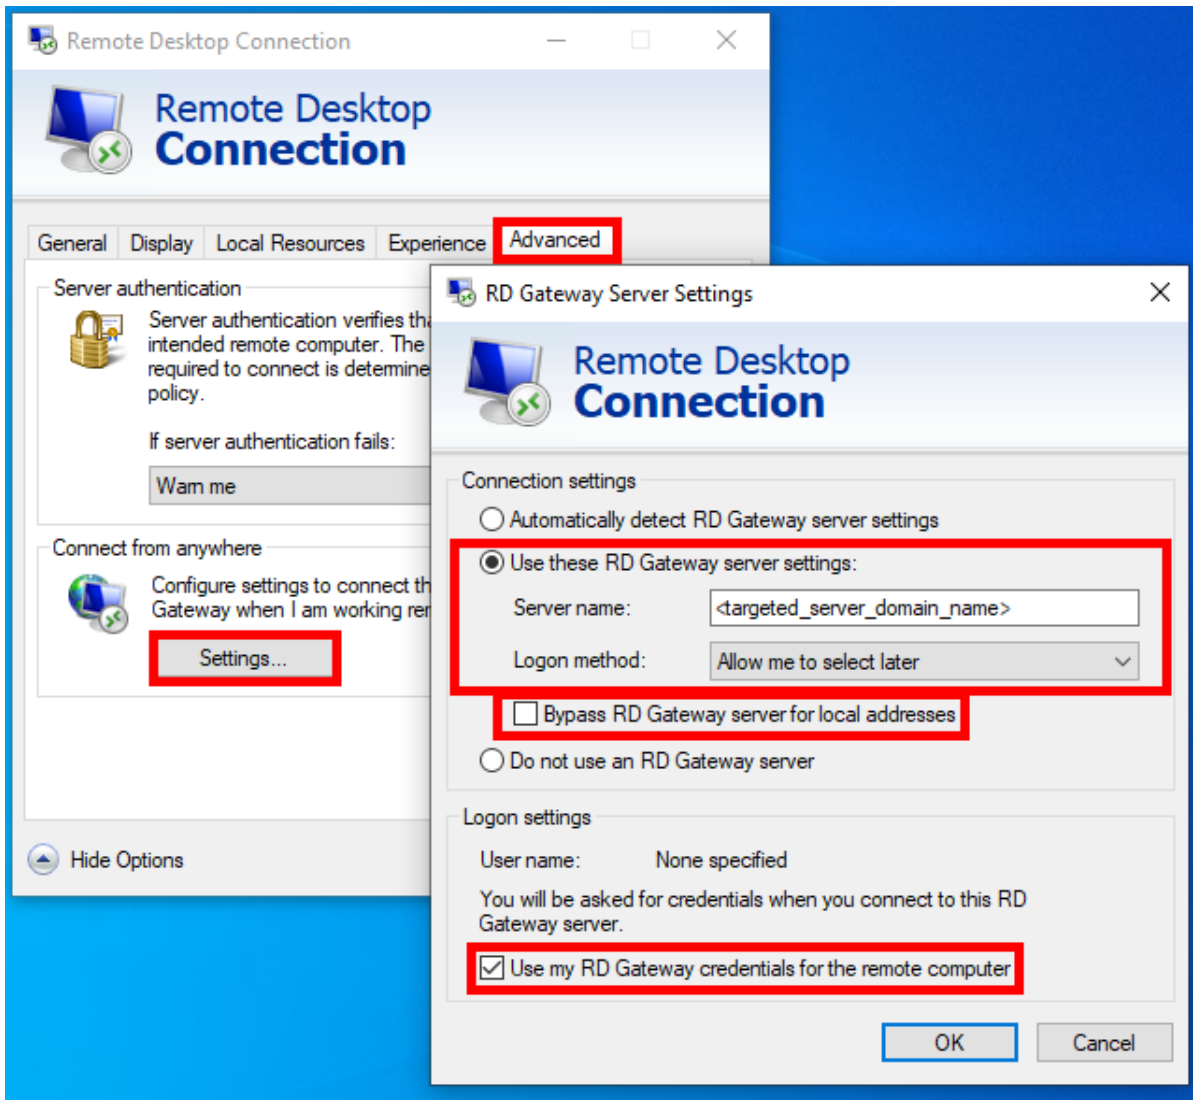 Remote Desktop Connection
Remote Desktop
Connection
General Display Local Resources Experience Advanced
Server authentication
Server authentication verifies tha
intended remote computer. The
required to connect is determine
policy.
If server authentication fails:
Warn me
Connect from anywhere
Configure settings to connect th
Gateway when I am working rer
Settings...
Hide Options
RD Gateway Server Settings
Remote Desktop
Connection
Connection settings
Automatically detect RD Gateway server settings
Use these RD Gateway server settings:
Server name: <targeted_server_domain_name>
Logon method: Allow me to select later
Bypass RD Gateway server for local addresses
Do not use an RD Gateway server
Logon settings
User name: None specified
You will be asked for credentials when you connect to this RD
Gateway server.
Use my RD Gateway credentials for the remote computer
OK Cancel